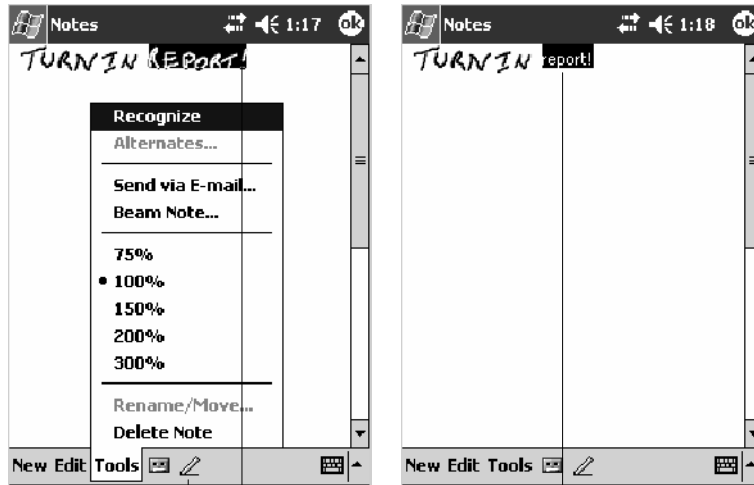 Notes 1:17 ok
TURN IN REPORT!
Recognize
Alternates...
Send via E-mail...
Beam Note...
75%
100%
150%
200%
300%
Rename/Move...
Delete Note
New Edit Tools
Notes 1:18 ok
TURN IN report!
New Edit Tools